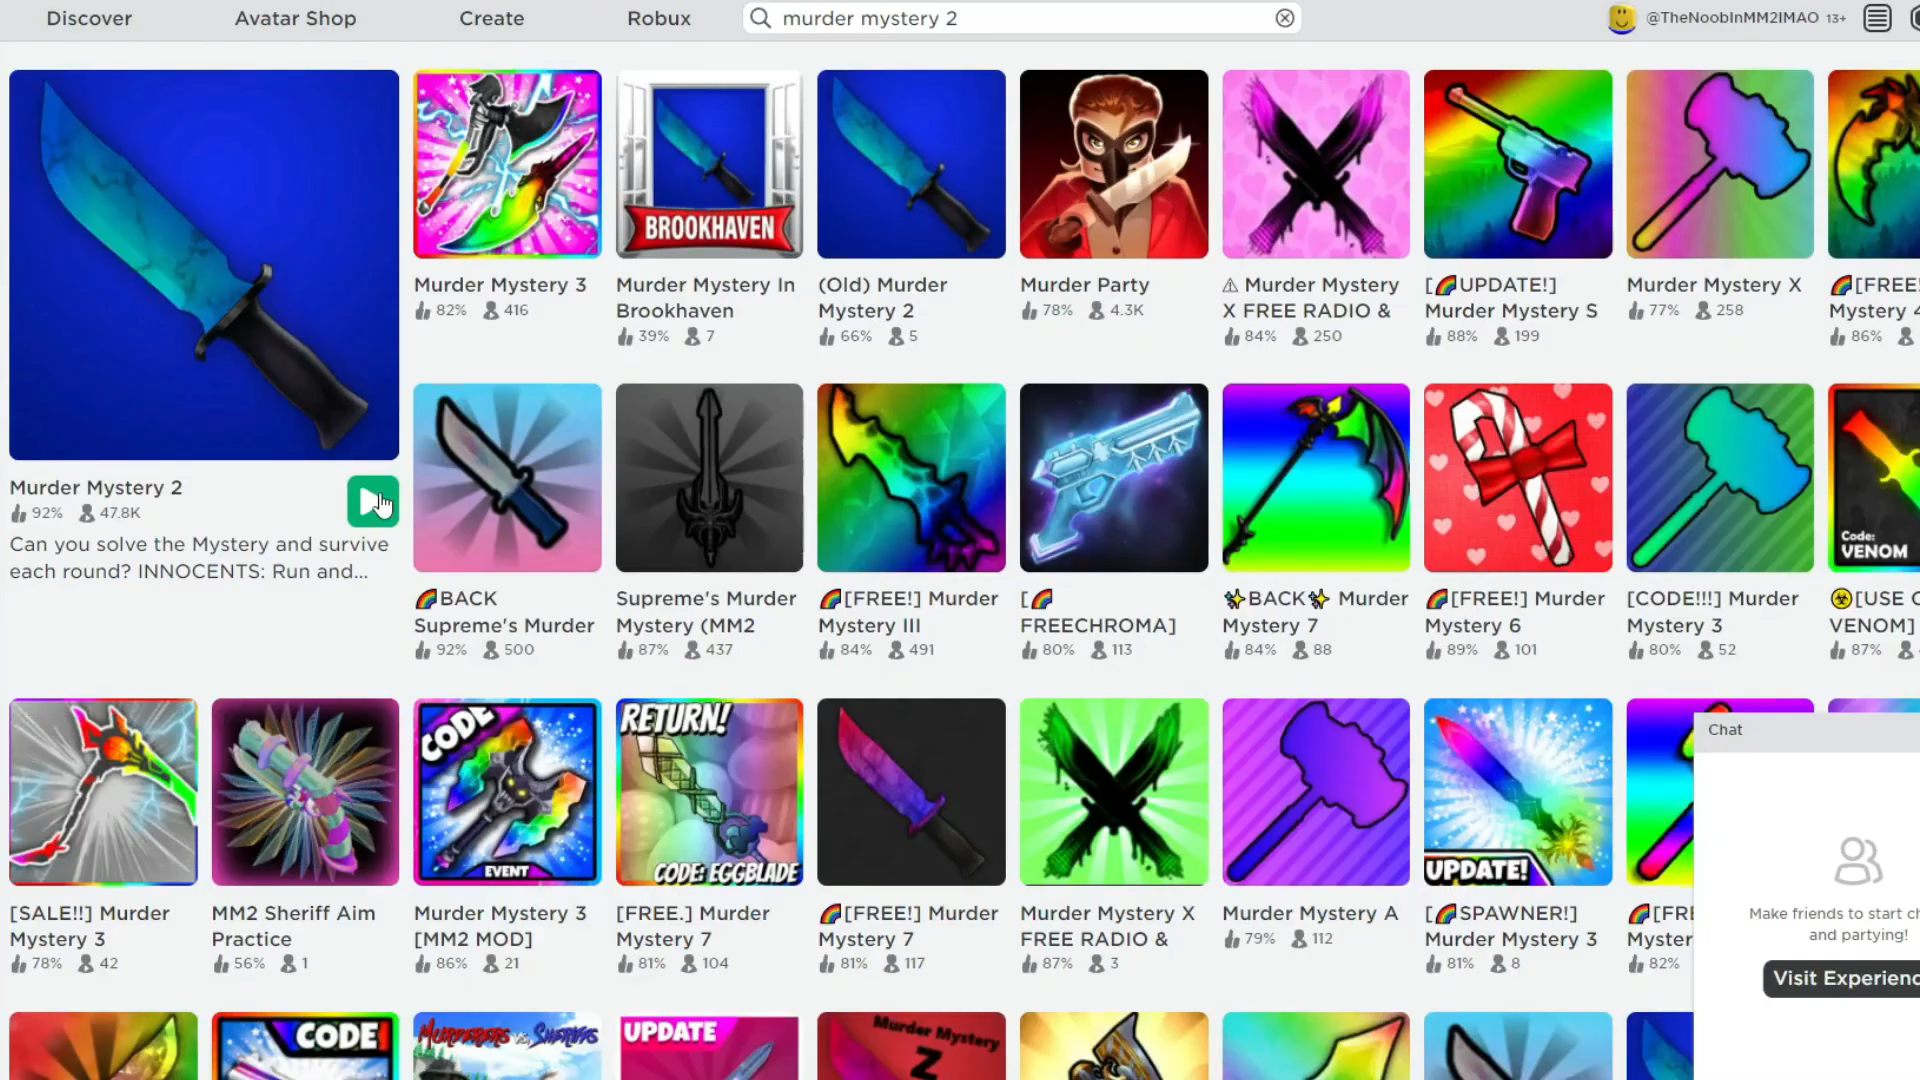 Discover
Avatar Shop
Create
Robux
murder mystery 2
@TheNoobInMM2IMAO 13+
Murder Mystery 2
92% 47.8K
Can you solve the Mystery and survive
each round? INNOCENTS: Run and...
Murder Mystery 3
82% 416
BROOKHAVEN
Murder Mystery In
Brookhaven
39% 7
(Old) Murder
Mystery 2
66% 5
Murder Party
78% 4.3K
⚠ Murder Mystery
X FREE RADIO &
84% 250
[🌈UPDATE!]
Murder Mystery S
88% 199
Murder Mystery X
77% 258
🌈[FREE!
Mystery 4
86%
🌈BACK
Supreme's Murder
92% 500
Supreme's Murder
Mystery (MM2
87% 437
🌈[FREE!] Murder
Mystery III
84% 491
[🌈
FREECHROMA]
80% 113
✨BACK✨ Murder
Mystery 7
84% 88
🌈[FREE!] Murder
Mystery 6
89% 101
[CODE!!!] Murder
Mystery 3
80% 52
Code:
VENOM
☣[USE
VENOM]
87%
[SALE!!] Murder
Mystery 3
78% 42
MM2 Sheriff Aim
Practice
56% 1
CODE
EVENT
Murder Mystery 3
[MM2 MOD]
86% 21
RETURN!
CODE: EGGBLADE
[FREE.] Murder
Mystery 7
81% 104
🌈[FREE!] Murder
Mystery 7
81% 117
Murder Mystery X
FREE RADIO &
87% 3
Murder Mystery A
79% 112
UPDATE!
[🌈SPAWNER!]
Murder Mystery 3
81% 8
🌈[FRE
Myster
82%
Chat
Make friends to start ch
and partying!
Visit Experienc
CODE
MURDERERS VS. SHERIFFS
UPDATE
Murder Mystery
Z